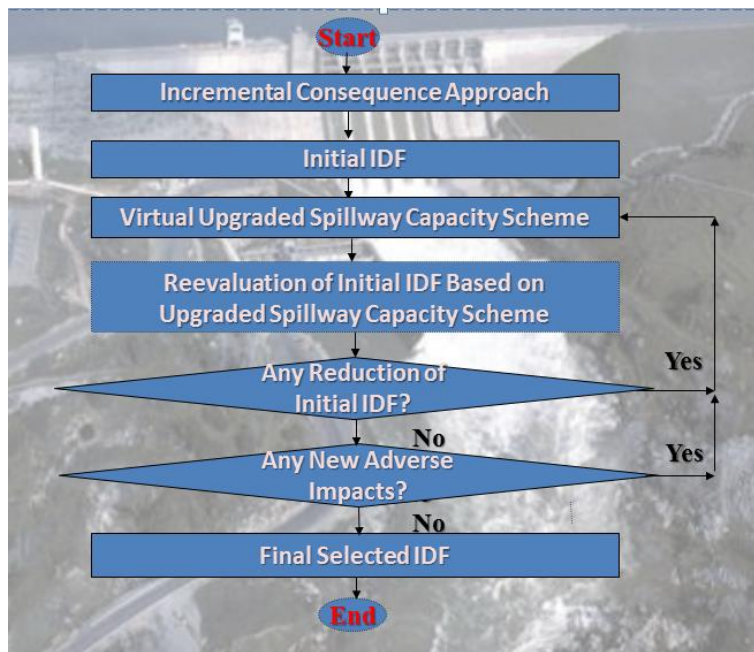 Start
Incremental Consequence Approach
Initial IDF
Virtual Upgraded Spillway Capacity Scheme
Reevaluation of Initial IDF Based on
Upgraded Spillway Capacity Scheme
Any Reduction of
Initial IDF?
Yes
No
Any New Adverse
Impacts?
Yes
No
Final Selected IDF
End